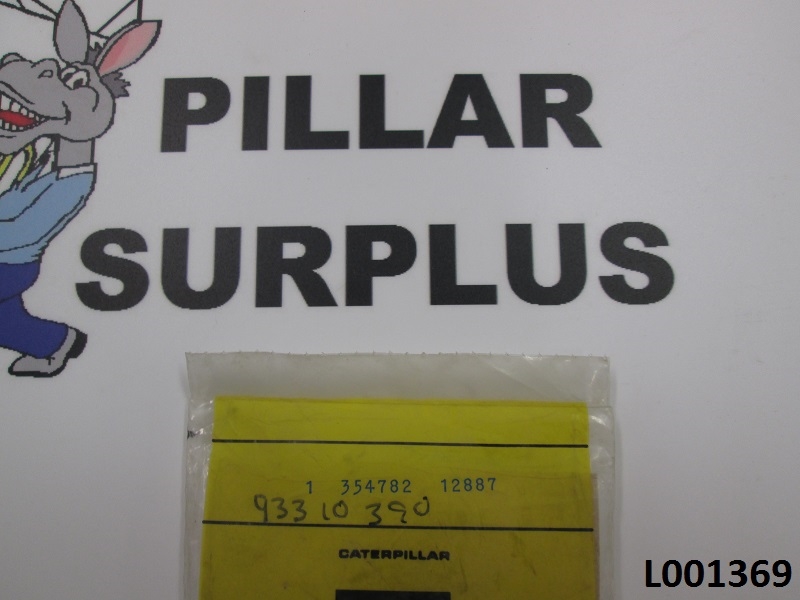 PILLAR
SURPLUS
1 354782 12887
933 10 390
CATERPILLAR
L001369